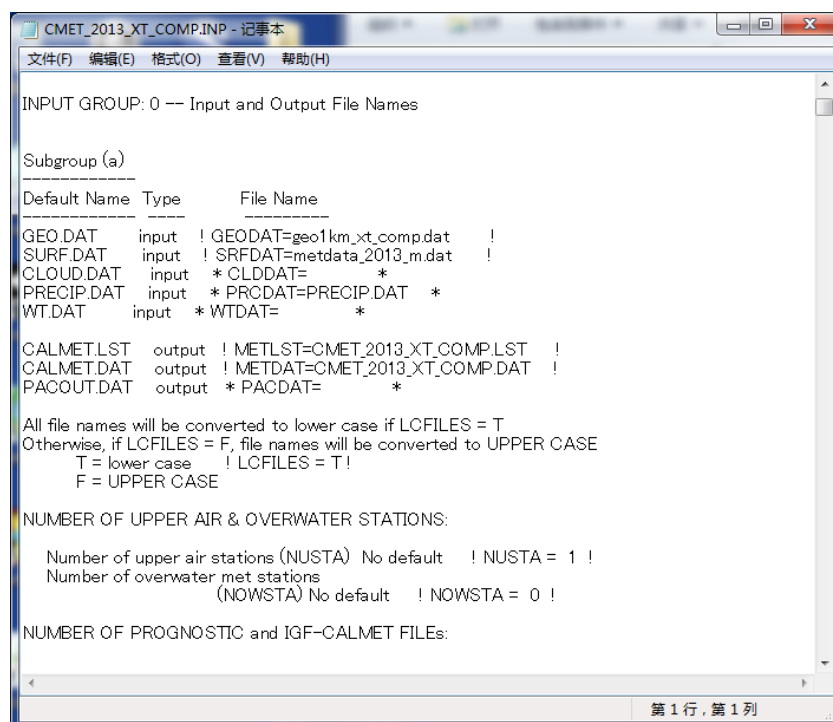 CMET_2013_XT_COMP.INP - 记事本
文件(F) 编辑(E) 格式(O) 查看(V) 帮助(H)
INPUT GROUP: 0 -- Input and Output File Names
Subgroup (a)
------------
Default Name Type File Name
------------ ---- ---------
GEO.DAT input ! GEODAT=geo1km_xt_comp.dat !
SURF.DAT input ! SRFDAT=metdata_2013_m.dat !
CLOUD.DAT input * CLDDAT= *
PRECIP.DAT input * PRCDAT=PRECIP.DAT *
WT.DAT input * WTDAT= *
CALMET.LST output ! METLST=CMET_2013_XT_COMP.LST !
CALMET.DAT output ! METDAT=CMET_2013_XT_COMP.DAT !
PACOUT.DAT output * PACDAT= *
All file names will be converted to lower case if LCFILES = T
Otherwise, if LCFILES = F, file names will be converted to UPPER CASE
T = lower case ! LCFILES = T !
F = UPPER CASE
NUMBER OF UPPER AIR & OVERWATER STATIONS:
Number of upper air stations (NUSTA) No default ! NUSTA = 1 !
Number of overwater met stations
(NOWSTA) No default ! NOWSTA = 0 !
NUMBER OF PROGNOSTIC and IGF-CALMET FILEs:
第 1 行，第 1 列